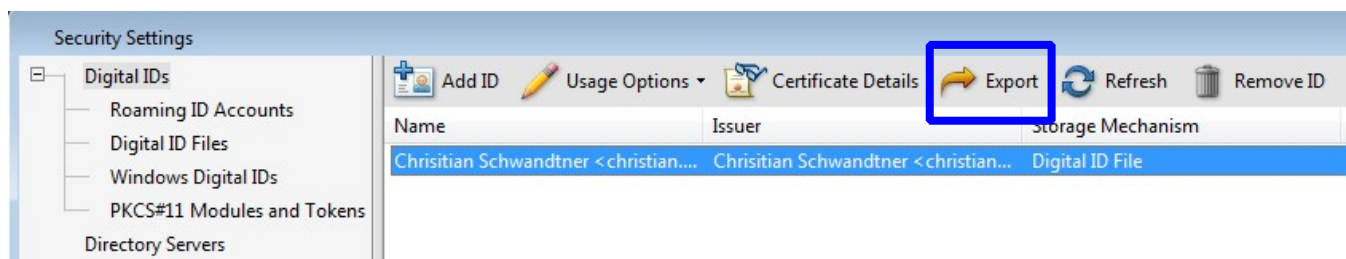 Security Settings
Digital IDs
Roaming ID Accounts
Digital ID Files
Windows Digital IDs
PKCS#11 Modules and Tokens
Directory Servers
Add ID Usage Options Certificate Details Export Refresh Remove ID
Name Issuer Storage Mechanism
Chrisitian Schwandtner <christian.... Chrisitian Schwandtner <christian... Digital ID File